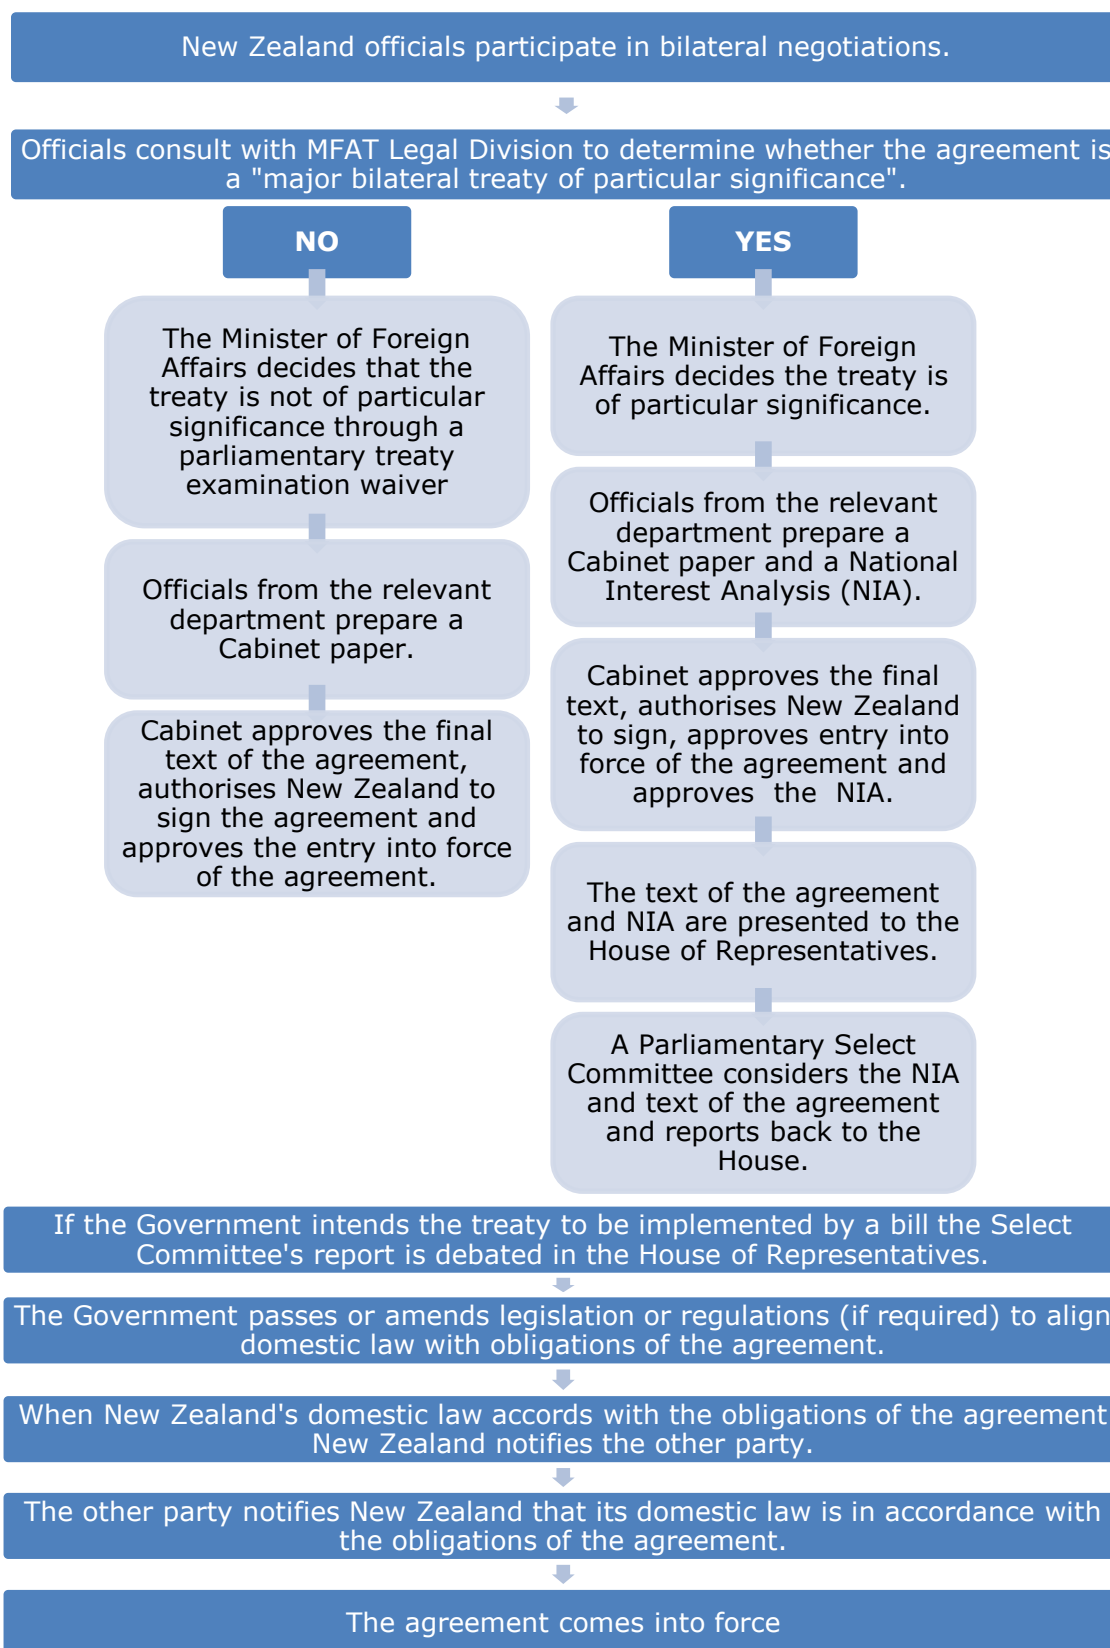 New Zealand officials participate in bilateral negotiations.
Officials consult with MFAT Legal Division to determine whether the agreement is
a "major bilateral treaty of particular significance".
NO
The Minister of Foreign
Affairs decides that the
treaty is not of particular
significance through a
parliamentary treaty
examination waiver
Officials from the relevant
department prepare a
Cabinet paper.
Cabinet approves the final
text of the agreement,
authorises New Zealand to
sign the agreement and
approves the entry into force
of the agreement.
YES
The Minister of Foreign
Affairs decides the treaty is
of particular significance.
Officials from the relevant
department prepare a
Cabinet paper and a National
Interest Analysis (NIA).
Cabinet approves the final
text, authorises New Zealand
to sign, approves entry into
force of the agreement and
approves the NIA.
The text of the agreement
and NIA are presented to the
House of Representatives.
A Parliamentary Select
Committee considers the NIA
and text of the agreement
and reports back to the
House.
If the Government intends the treaty to be implemented by a bill the Select
Committee's report is debated in the House of Representatives.
The Government passes or amends legislation or regulations (if required) to align
domestic law with obligations of the agreement.
When New Zealand's domestic law accords with the obligations of the agreement
New Zealand notifies the other party.
The other party notifies New Zealand that its domestic law is in accordance with
the obligations of the agreement.
The agreement comes into force